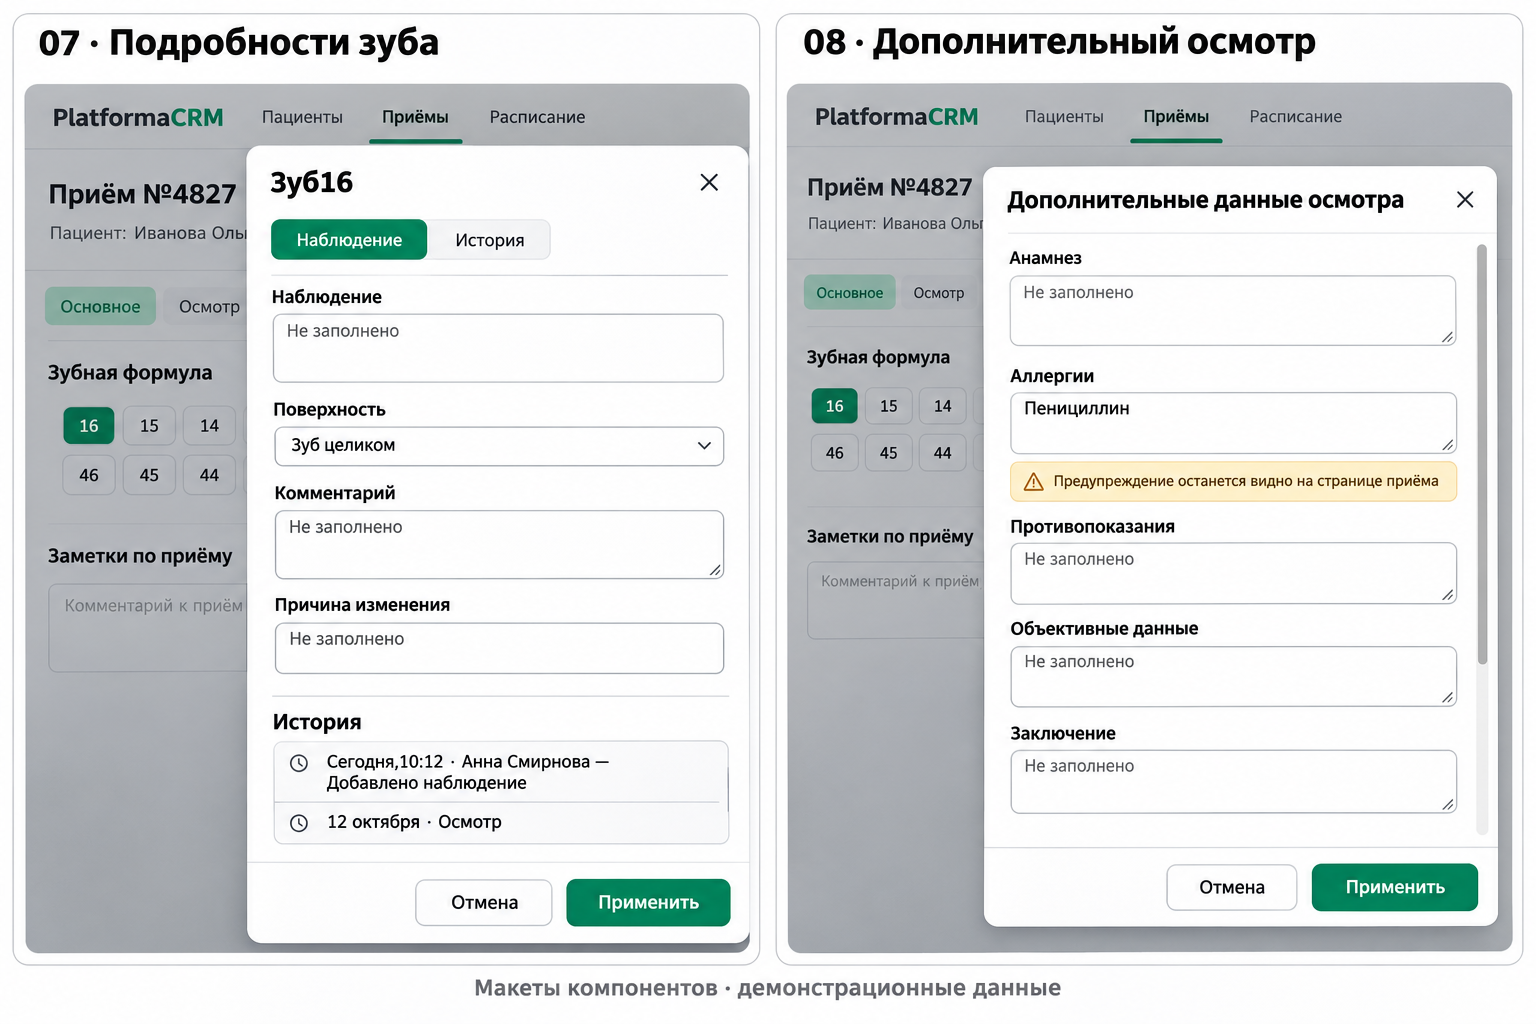 07 · Подробности зуба
PlatformaCRM Пациенты Приёмы Расписание
Приём №4827
Пациент: Иванова Оль
Основное Осмотр
Зубная формула
16 15 14
46 45 44
Заметки по приёму
Комментарий к приём
Зуб16
Наблюдение История
Наблюдение
Не заполнено
Поверхность
Зуб целиком
Комментарий
Не заполнено
Причина изменения
Не заполнено
История
Сегодня,10:12 · Анна Смирнова —
Добавлено наблюдение
12 октября · Осмотр
Отмена Применить
08 · Дополнительный осмотр
PlatformaCRM Пациенты Приёмы Расписание
Приём №4827
Пациент: Иванова Оль
Основное Осмотр
Зубная формула
16 15 14
46 45 44
Заметки по приёму
Комментарий к приём
Дополнительные данные осмотра
Анамнез
Не заполнено
Аллергии
Пенициллин
Предупреждение останется видно на странице приёма
Противопоказания
Не заполнено
Объективные данные
Не заполнено
Заключение
Не заполнено
Отмена Применить
Макеты компонентов · демонстрационные данные